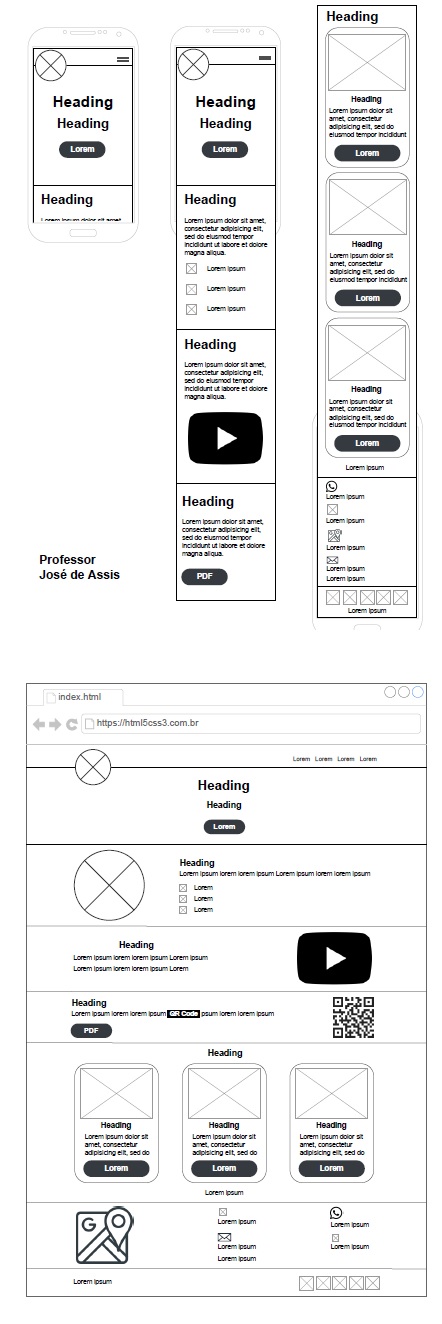 Heading
Heading
Lorem
Heading
Lorem ipsum dolor sit amet,
Heading
Heading
Lorem
Heading
Lorem ipsum dolor sit amet,
consectetur adipisicing elit,
sed do eiusmod tempor
incididunt ut labore et dolore
magna aliqua.
Lorem ipsum
Lorem ipsum
Lorem ipsum
Heading
Lorem ipsum dolor sit amet,
consectetur adipisicing elit,
sed do eiusmod tempor
incididunt ut labore et dolore
magna aliqua.
Heading
Lorem ipsum dolor sit amet,
consectetur adipisicing elit,
sed do eiusmod tempor
incididunt ut labore et dolore
magna aliqua.
PDF
Heading
Heading
Lorem ipsum dolor sit
amet, consectetur
adipisicing elit, sed do
eiusmod tempor incididunt
Lorem
Heading
Lorem ipsum dolor sit
amet, consectetur
adipisicing elit, sed do
eiusmod tempor incididunt
Lorem
Heading
Lorem ipsum dolor sit
amet, consectetur
adipisicing elit, sed do
eiusmod tempor incididunt
Lorem
Lorem ipsum
Lorem ipsum
Lorem ipsum
Lorem ipsum
Lorem ipsum
Lorem ipsum
Lorem ipsum
Professor
José de Assis
index.html
https://html5css3.com.br
Lorem Lorem Lorem Lorem
Heading
Heading
Lorem
Heading
Lorem ipsum lorem lorem ipsum Lorem ipsum lorem lorem ipsum
Lorem
Lorem
Lorem
Heading
Lorem ipsum lorem lorem ipsum Lorem ipsum
Lorem ipsum lorem lorem ipsum Lorem
Heading
Lorem ipsum lorem lorem ipsum QR Code psum lorem lorem ipsum
PDF
Heading
Heading
Lorem ipsum dolor sit
amet, consectetur
adipisicing elit, sed do
Lorem
Heading
Lorem ipsum dolor sit
amet, consectetur
adipisicing elit, sed do
Lorem
Heading
Lorem ipsum dolor sit
amet, consectetur
adipisicing elit, sed do
Lorem
Lorem ipsum
G
Lorem ipsum
Lorem ipsum
Lorem ipsum
Lorem ipsum
Lorem ipsum
Lorem ipsum